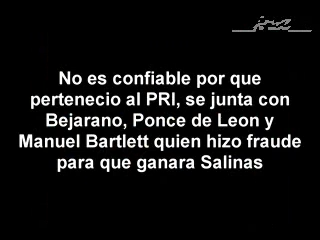 No es confiable por que
pertenecio al PRI, se junta con
Bejarano, Ponce de Leon y
Manuel Bartlett quien hizo fraude
para que ganara Salinas